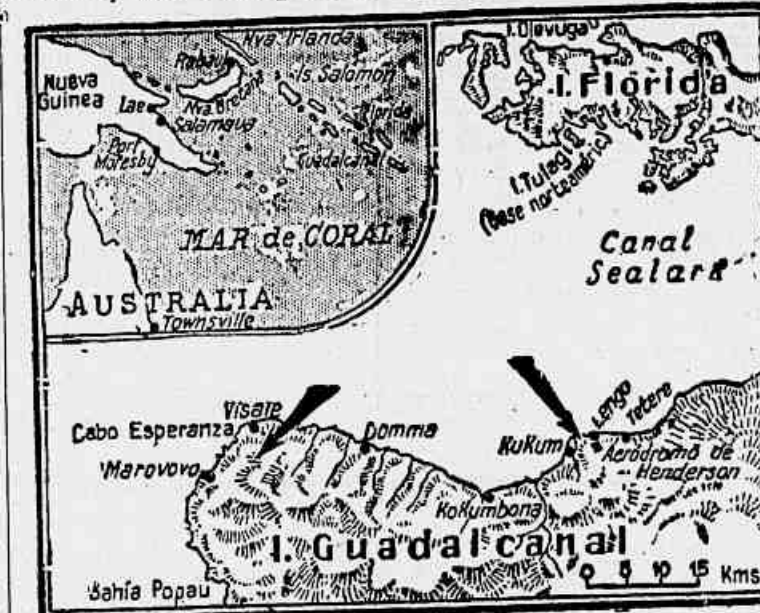 Nva Irlanda
Rabaul
Is. Salomón
Nueva
Guinea
Lae
Nva Bretaña
Salamaua
Florida
Port
Moresby
Guadalcanal
MAR de CORAL
AUSTRALIA
Townsville
I. Olevuga
I. Florida
I. Tulagi
(Base norteaméric.)
Canal
Sealark
Visale
Cabo Esperanza
Marovovo
Domma
Kukum
Lengo
Tetere
Aeródromo de
Henderson
Kokumbona
I. Guadalcanal
Bahía Popau
0 5 10 15 Kms